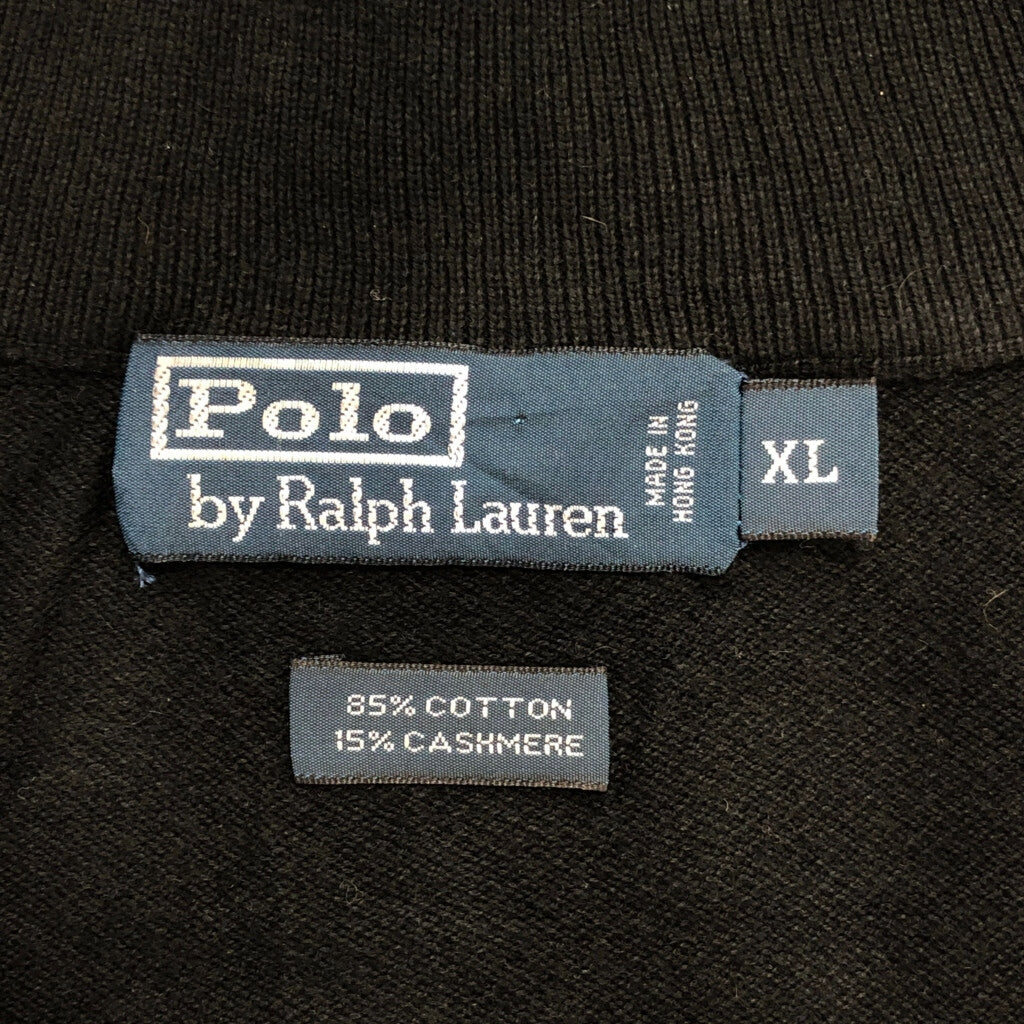 Polo
by Ralph Lauren
MADE IN
HONG KONG
XL
85% COTTON
15% CASHMERE